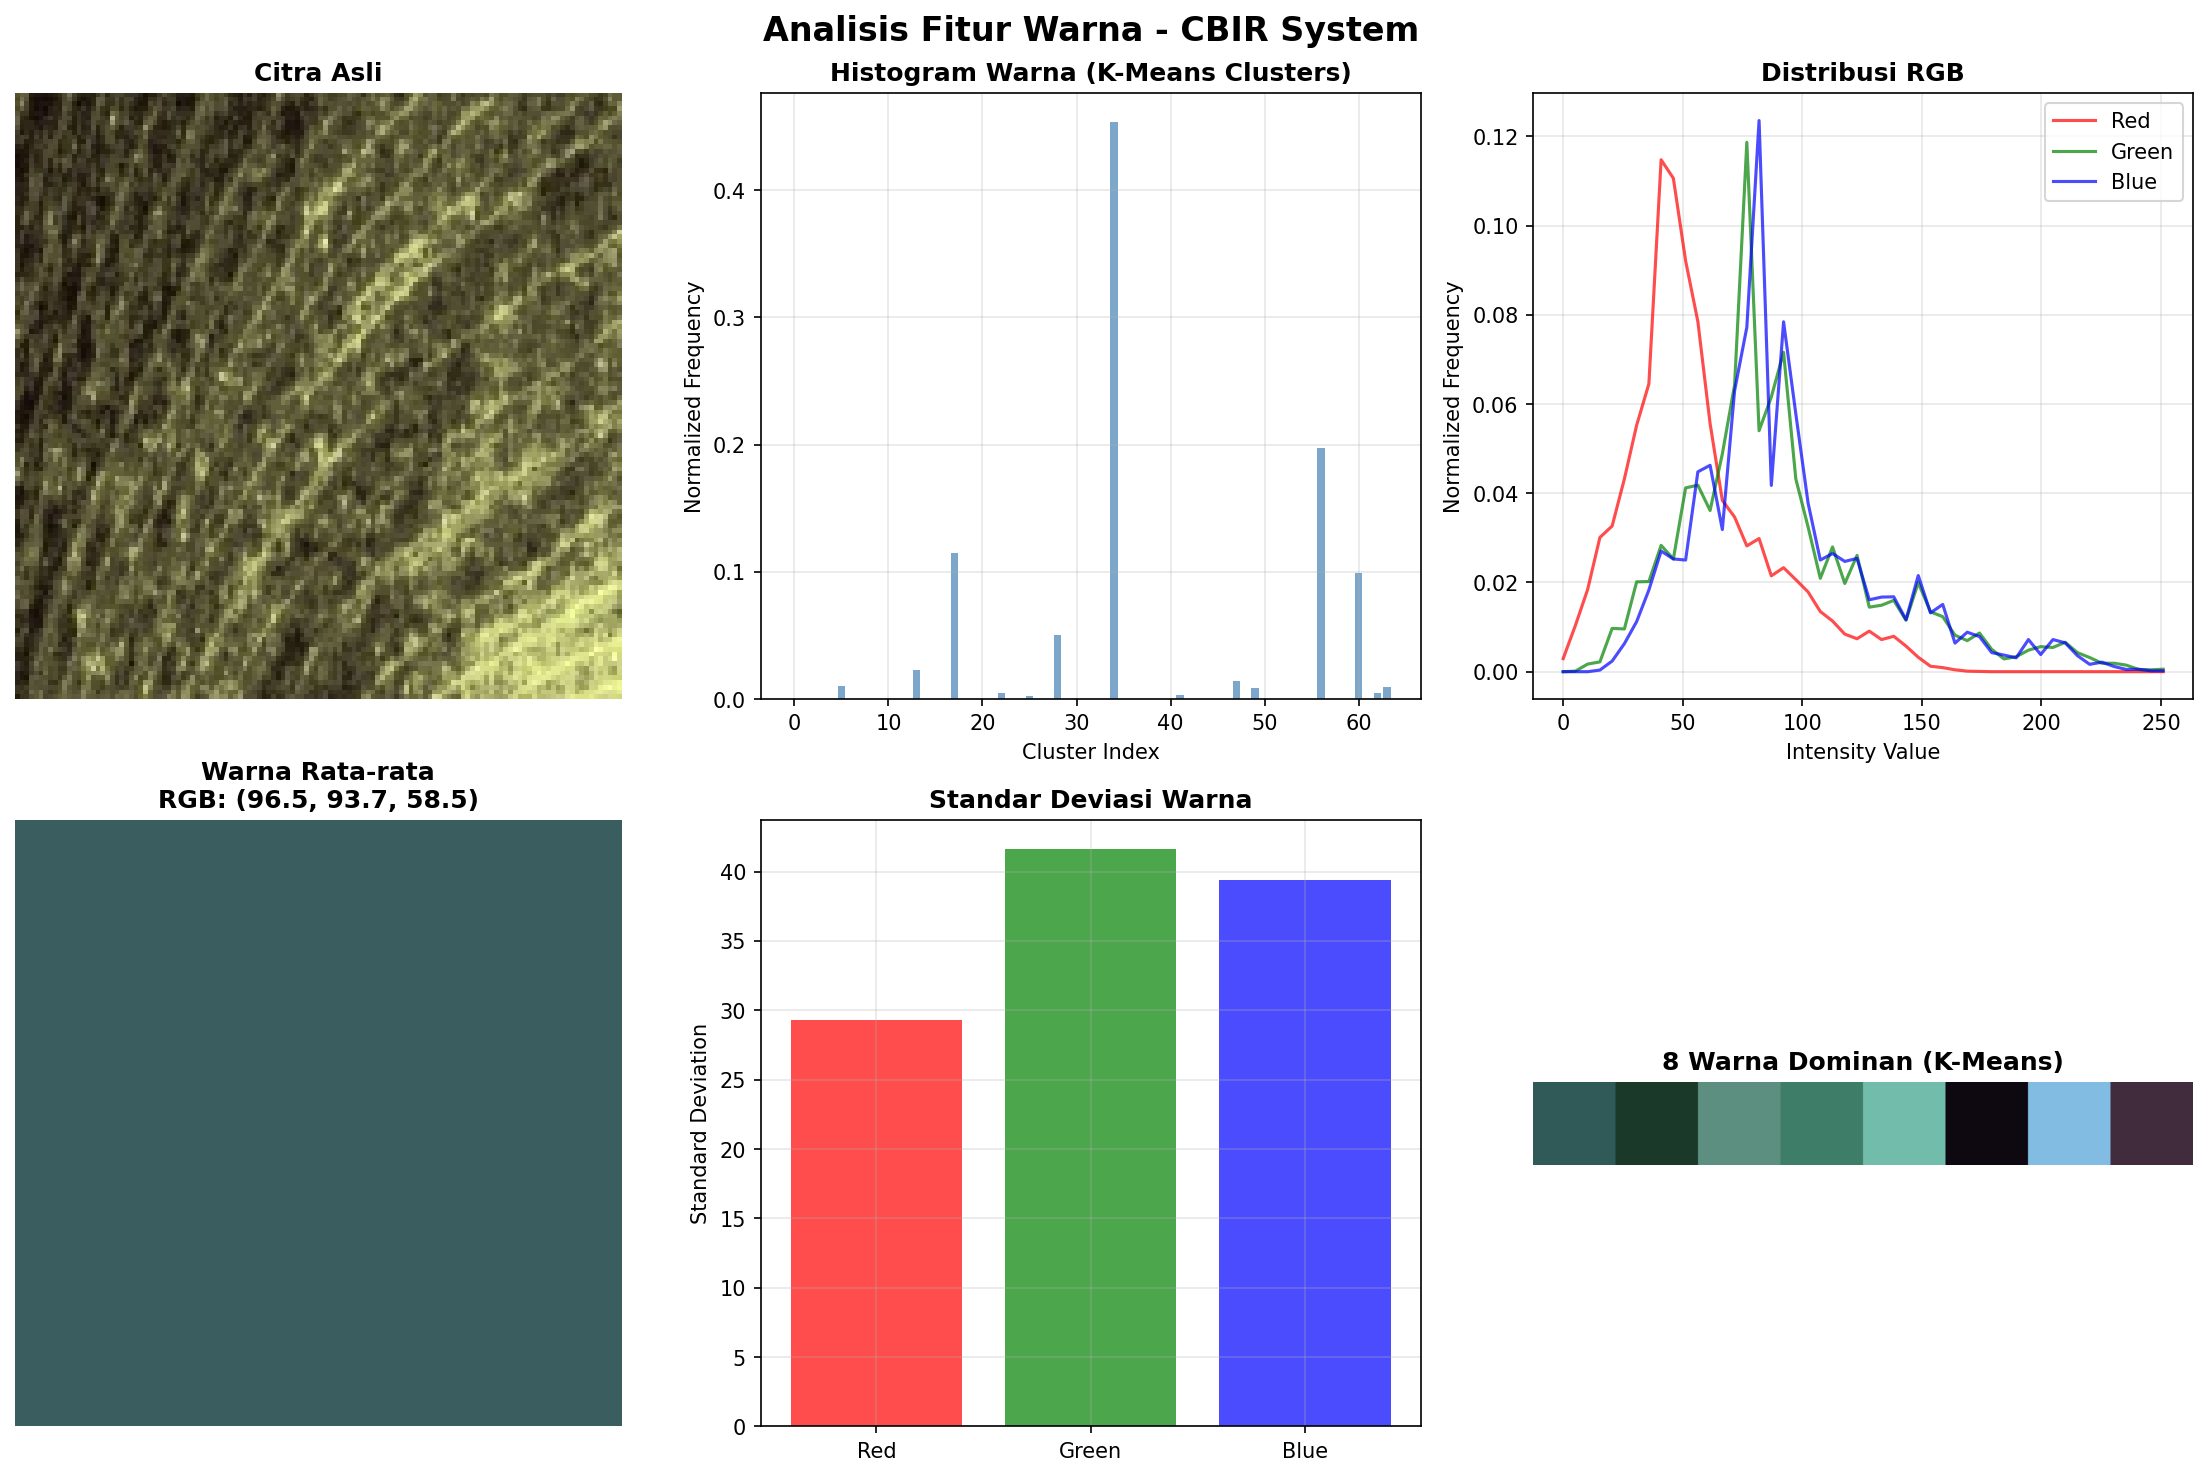 Analisis Fitur Warna - CBIR System
Citra Asli
Histogram Warna (K-Means Clusters)
Normalized Frequency
0.4
0.3
0.2
0.1
0.0
0 10 20 30 40 50 60
Cluster Index
Distribusi RGB
Red
Green
Blue
Normalized Frequency
0.12
0.10
0.08
0.06
0.04
0.02
0.00
0 50 100 150 200 250
Intensity Value
Warna Rata-rata
RGB: (96.5, 93.7, 58.5)
Standar Deviasi Warna
Standard Deviation
40
35
30
25
20
15
10
5
0
Red Green Blue
8 Warna Dominan (K-Means)